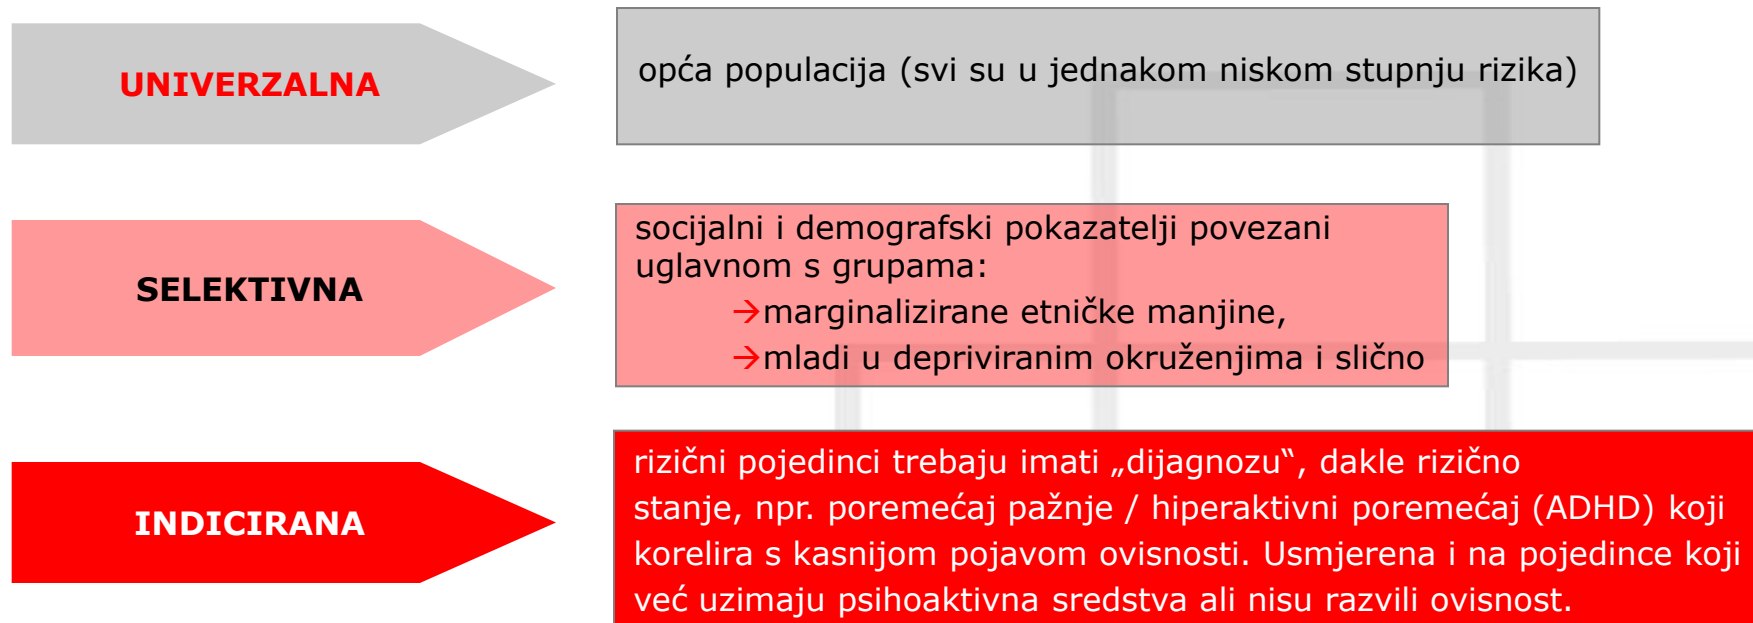 UNIVERZALNA
opća populacija (svi su u jednakom niskom stupnju rizika)
SELEKTIVNA
socijalni i demografski pokazatelji povezani
uglavnom s grupama:
→marginalizirane etničke manjine,
→mladi u depriviranim okruženjima i slično
INDICIRANA
rizični pojedinci trebaju imati „dijagnozu“, dakle rizično
stanje, npr. poremećaj pažnje / hiperaktivni poremećaj (ADHD) koji
korelira s kasnijom pojavom ovisnosti. Usmjerena i na pojedince koji
već uzimaju psihoaktivna sredstva ali nisu razvili ovisnost.